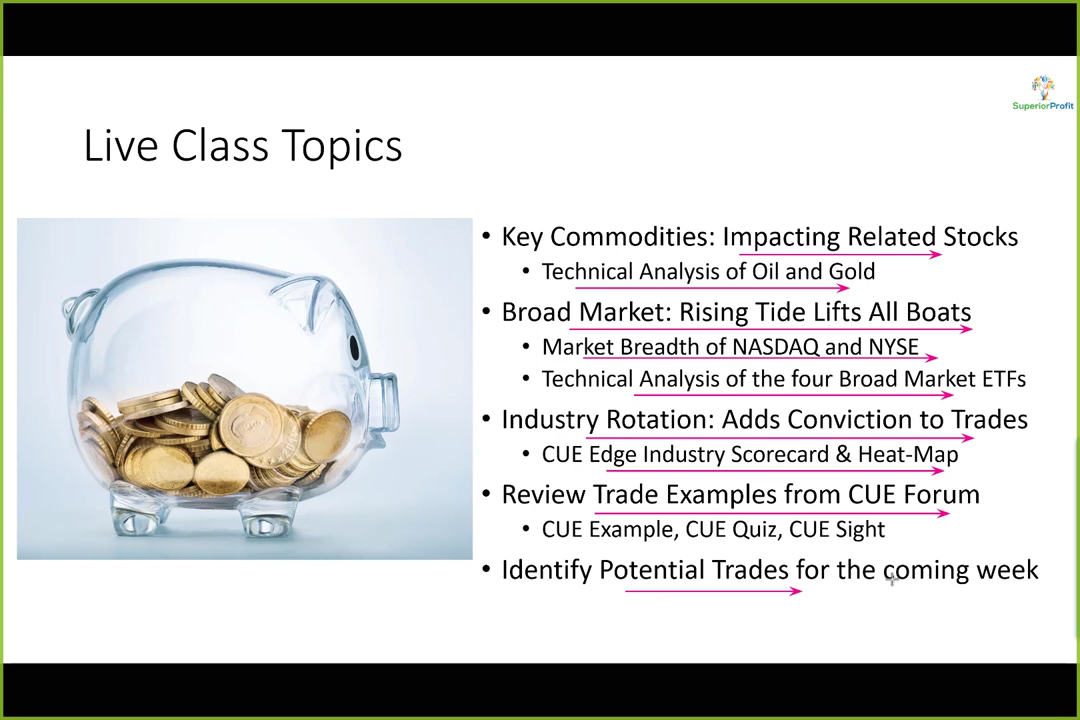 SuperiorProfit
Live Class Topics
• Key Commodities: Impacting Related Stocks
• Technical Analysis of Oil and Gold
• Broad Market: Rising Tide Lifts All Boats
• Market Breadth of NASDAQ and NYSE
• Technical Analysis of the four Broad Market ETFs
• Industry Rotation: Adds Conviction to Trades
• CUE Edge Industry Scorecard & Heat-Map
• Review Trade Examples from CUE Forum
• CUE Example, CUE Quiz, CUE Sight
• Identify Potential Trades for the coming week